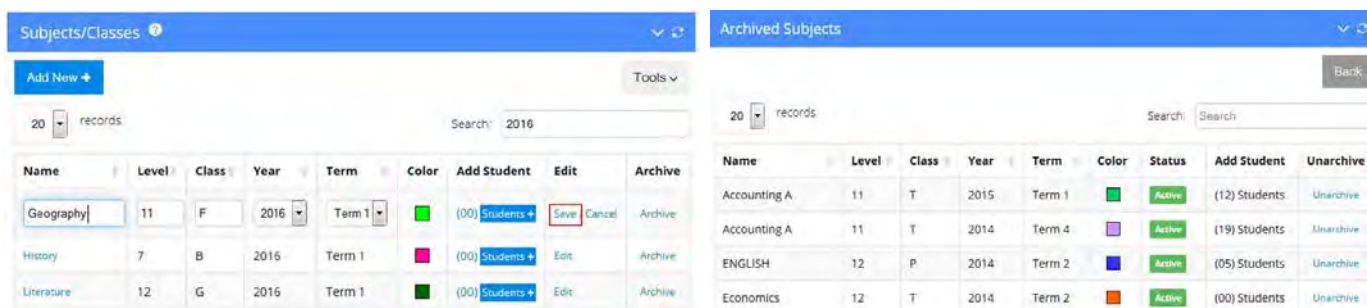 Subjects/Classes ?
Add New +
Tools
20 records
Search: 2016
Name Level Class Year Term Color Add Student Edit Archive
Geography 11 F 2016 Term 1 (00) Students + Save Cancel Archive
History 7 B 2016 Term 1 (00) Students + Edit Archive
Literature 12 G 2016 Term 1 (00) Students + Edit Archive
Archived Subjects
Back
20 records
Search: Search
Name Level Class Year Term Color Status Add Student Unarchive
Accounting A 11 T 2015 Term 1 Active (12) Students Unarchive
Accounting A 11 T 2014 Term 4 Active (19) Students Unarchive
ENGLISH 12 P 2014 Term 2 Active (05) Students Unarchive
Economics 12 T 2014 Term 2 Active (00) Students Unarchive